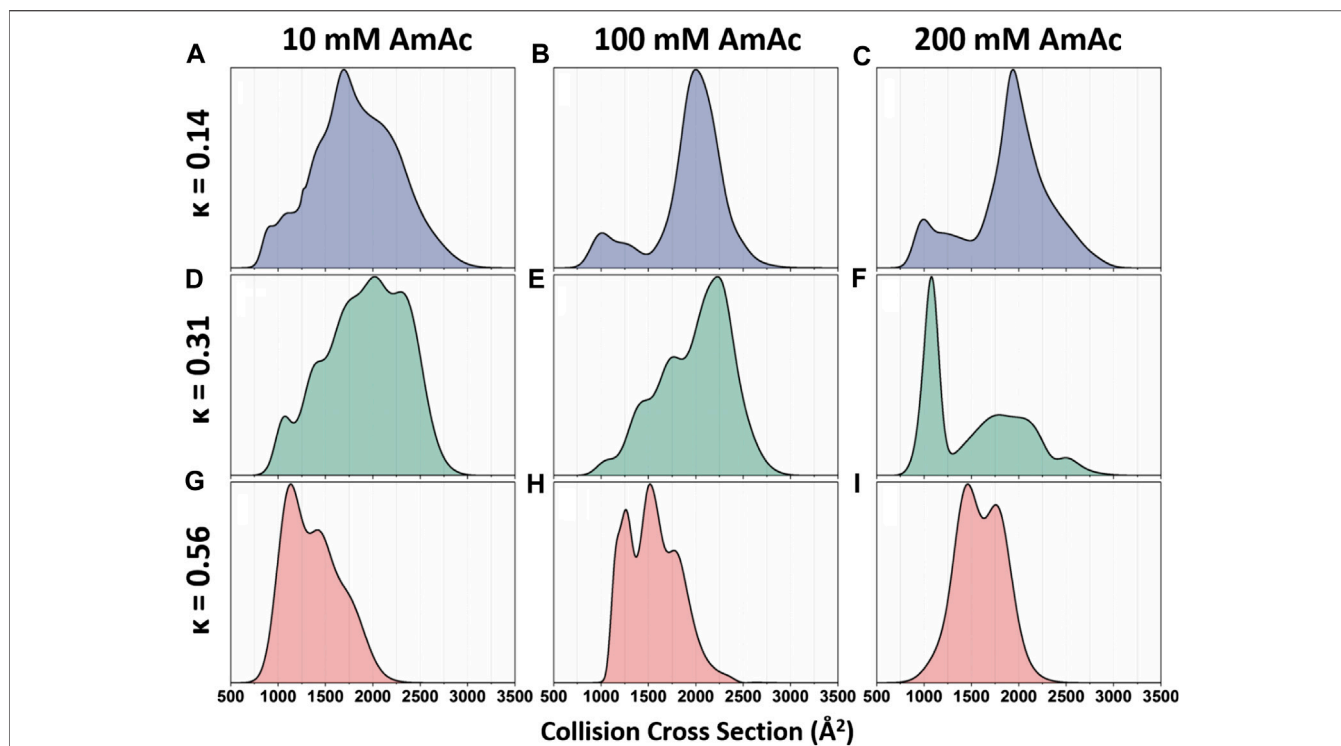 10 mM AmAc 100 mM AmAc 200 mM AmAc
A B C
κ = 0.14
D E F
κ = 0.31
G H I
κ = 0.56
500 1000 1500 2000 2500 3000 3500 500 1000 1500 2000 2500 3000 3500 500 1000 1500 2000 2500 3000 3500
Collision Cross Section (Å²)